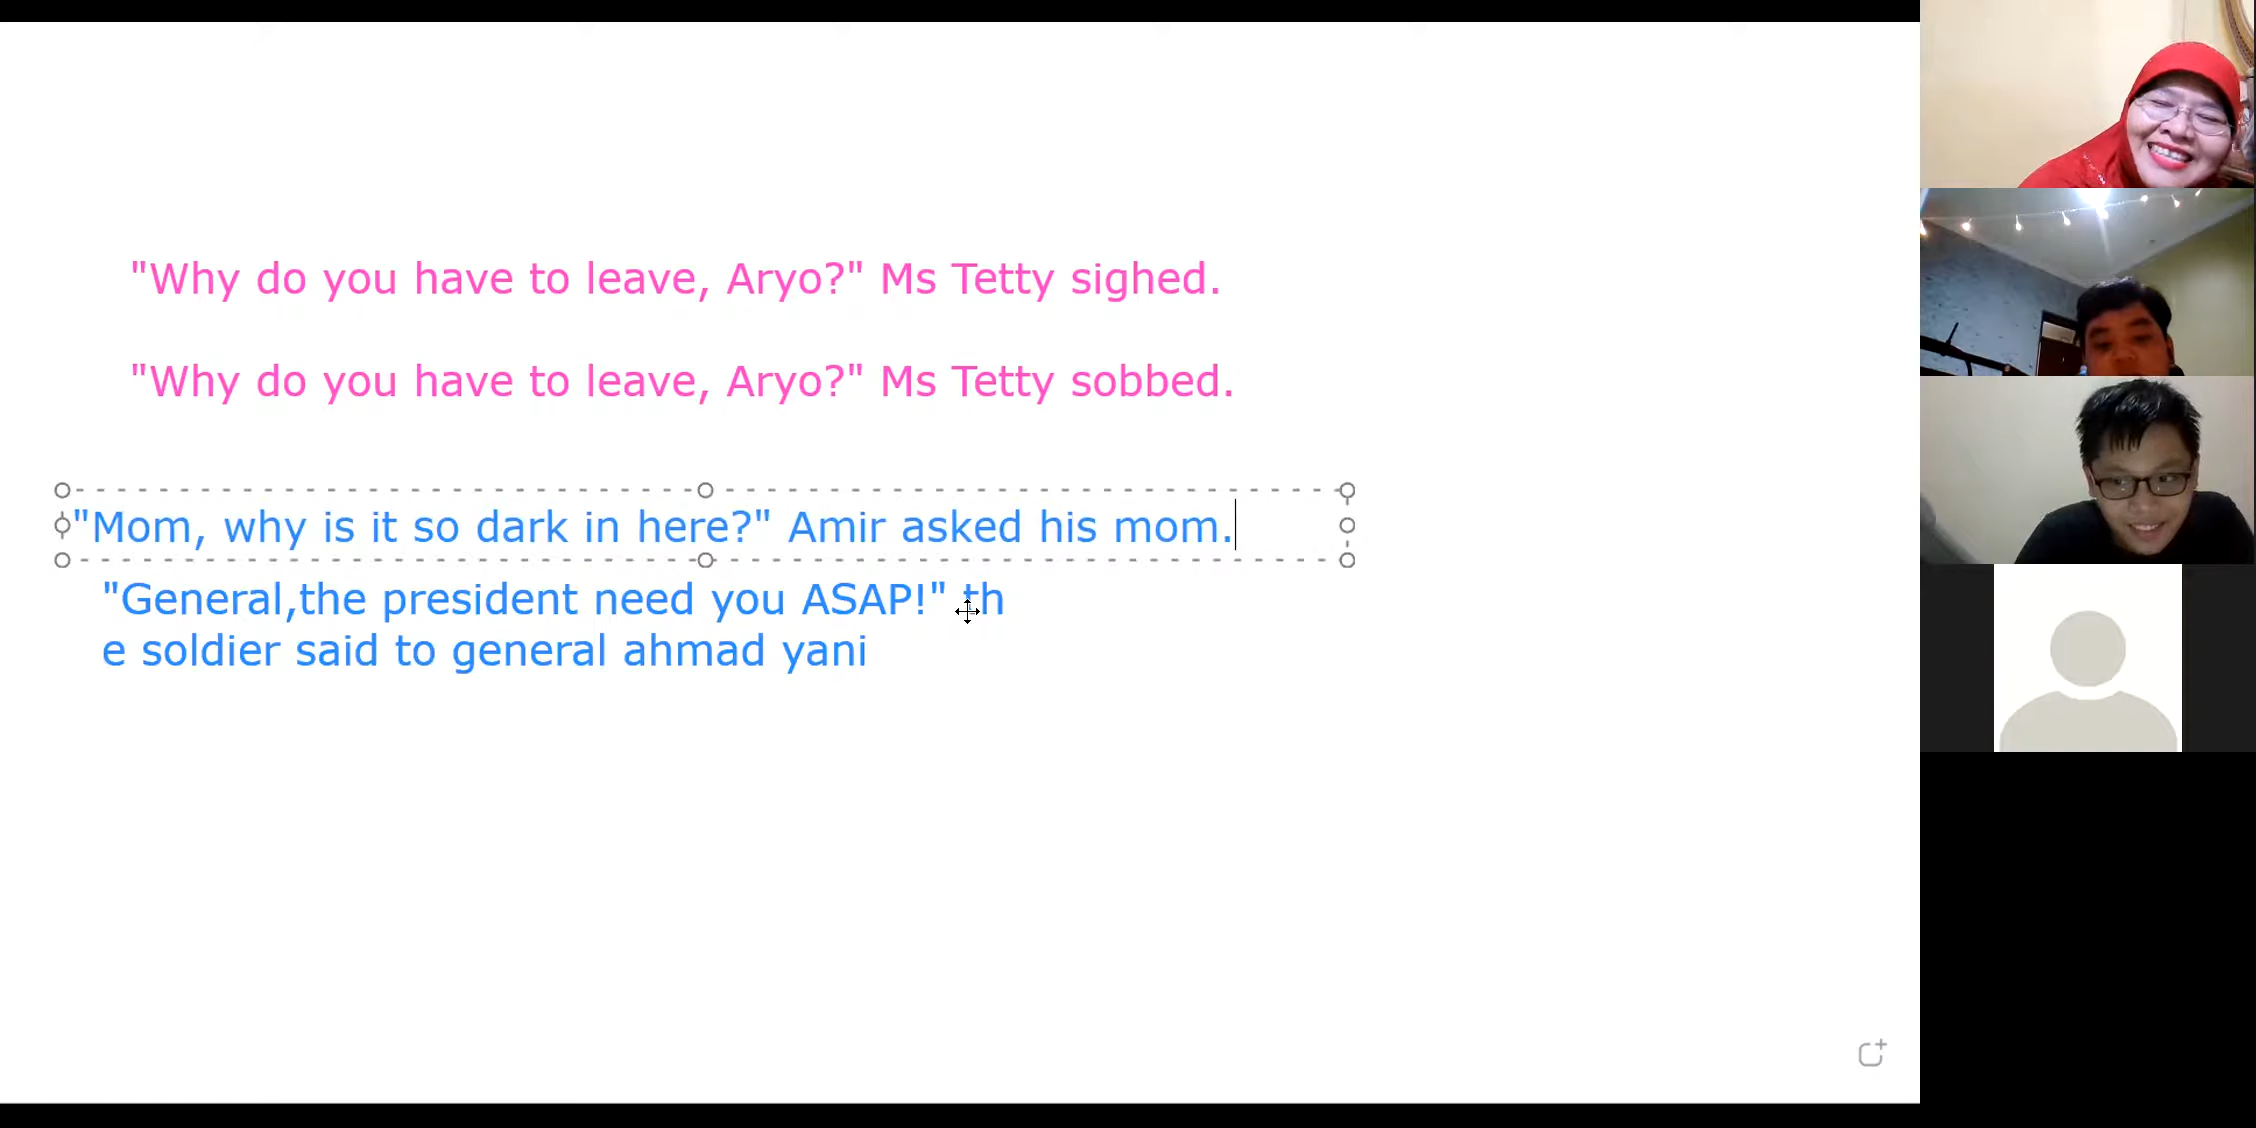 "Why do you have to leave, Aryo?" Ms Tetty sighed.
"Why do you have to leave, Aryo?" Ms Tetty sobbed.
"Mom, why is it so dark in here?" Amir asked his mom.
"General,the president need you ASAP!" th
e soldier said to general ahmad yani